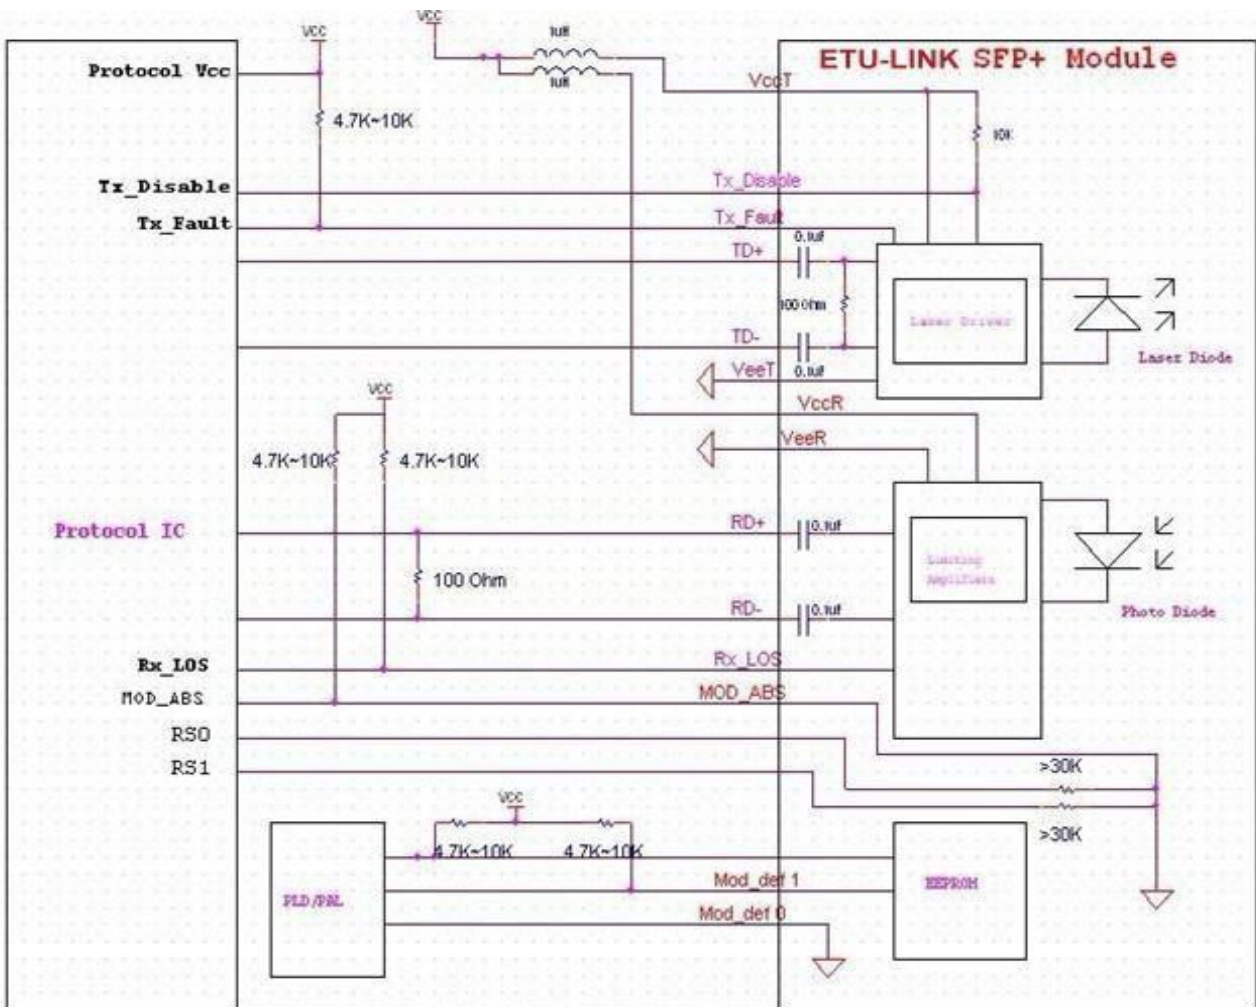 VCC
VCC
1uH
ETU-LINK SFP+ Module
Protocol Vcc
1uH
VccT
4.7K~10K
10K
Tx_Disable
Tx_Disable
Tx_Fault
Tx_Fault
0.1uf
TD+
100 Ohm
Laser Driver
TD-
Laser Diode
VeeT
0.1uf
VCC
VccR
VeeR
4.7K~10K
4.7K~10K
Protocol IC
RD+
0.1uf
Limiting
Amplifiers
100 Ohm
RD-
0.1uf
Photo Diode
Rx_LOS
Rx_LOS
MOD_ABS
MOD_ABS
RS0
RS1
>30K
VCC
>30K
4.7K~10K
4.7K~10K
Mod_def 1
EEPROM
PLD/PAL
Mod_def 0